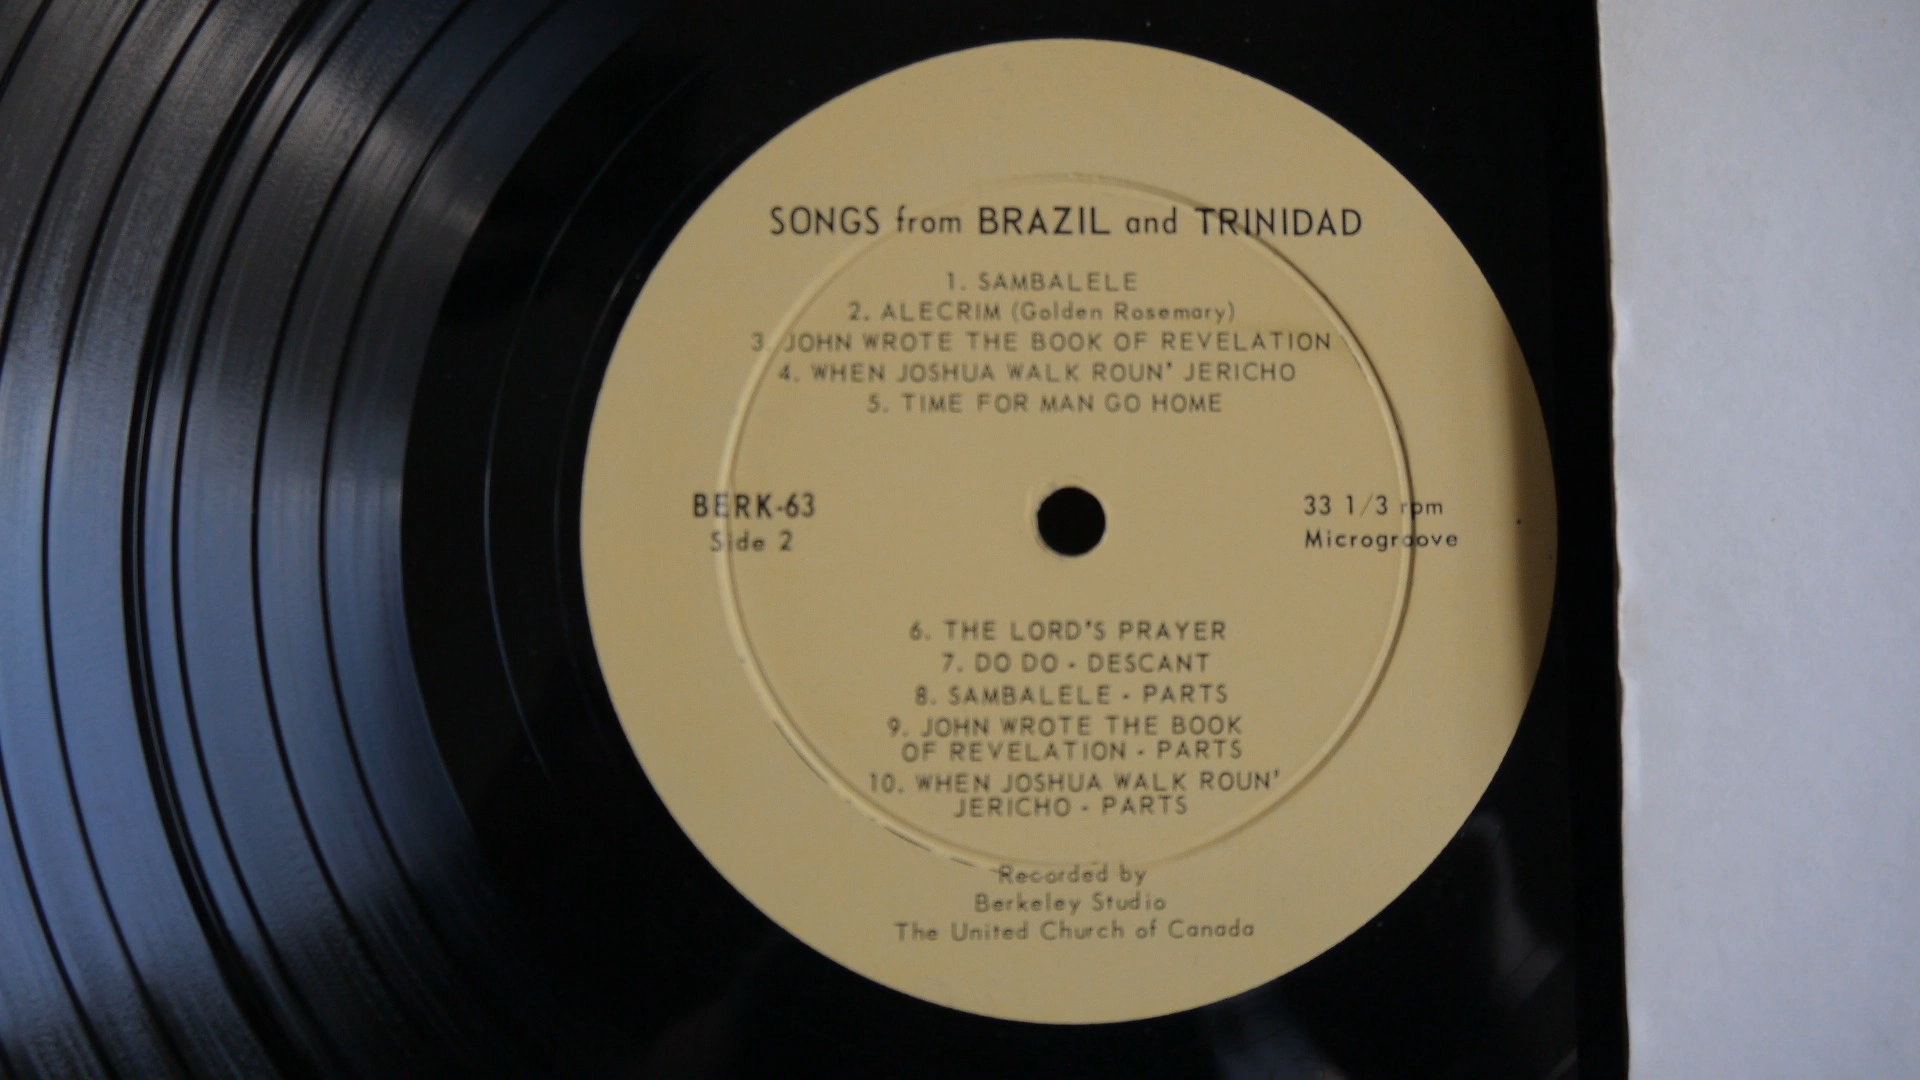 SONGS from BRAZIL and TRINIDAD
1. SAMBALELE
2. ALECRIM (Golden Rosemary)
3. JOHN WROTE THE BOOK OF REVELATION
4. WHEN JOSHUA WALK ROUN' JERICHO
5. TIME FOR MAN GO HOME
BERK-63
Side 2
33 1/3 rpm
Microgroove
6. THE LORD'S PRAYER
7. DO DO - DESCANT
8. SAMBALELE - PARTS
9. JOHN WROTE THE BOOK
OF REVELATION - PARTS
10. WHEN JOSHUA WALK ROUN'
JERICHO - PARTS
Recorded by
Berkeley Studio
The United Church of Canada